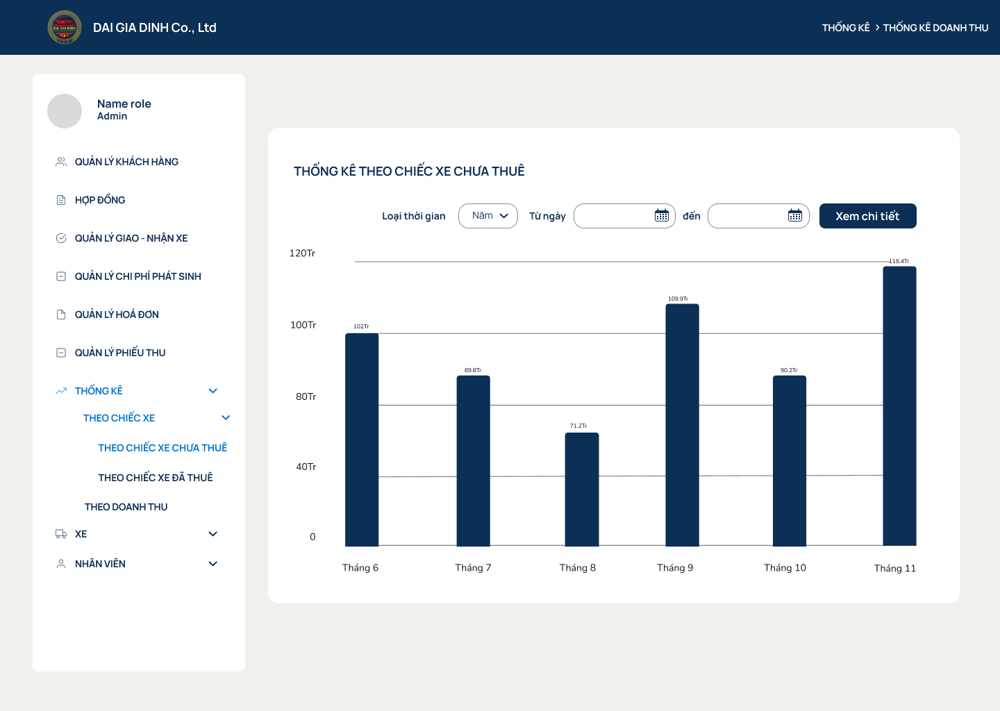 DAI GIA DINH
DAI GIA DINH Co., Ltd
THỐNG KÊ > THỐNG KÊ DOANH THU
Name role
Admin
QUẢN LÝ KHÁCH HÀNG
HỢP ĐỒNG
QUẢN LÝ GIAO - NHẬN XE
QUẢN LÝ CHI PHÍ PHÁT SINH
QUẢN LÝ HOÁ ĐƠN
QUẢN LÝ PHIẾU THU
THỐNG KÊ
THEO CHIẾC XE
THEO CHIẾC XE CHƯA THUÊ
THEO CHIẾC XE ĐÃ THUÊ
THEO DOANH THU
XE
NHÂN VIÊN
THỐNG KÊ THEO CHIẾC XE CHƯA THUÊ
Loại thời gian Năm Từ ngày đến Xem chi tiết
120Tr
100Tr
80Tr
40Tr
0
102Tr
89.8Tr
71.2Tr
109.9Tr
90.2Tr
118.4Tr
Tháng 6 Tháng 7 Tháng 8 Tháng 9 Tháng 10 Tháng 11